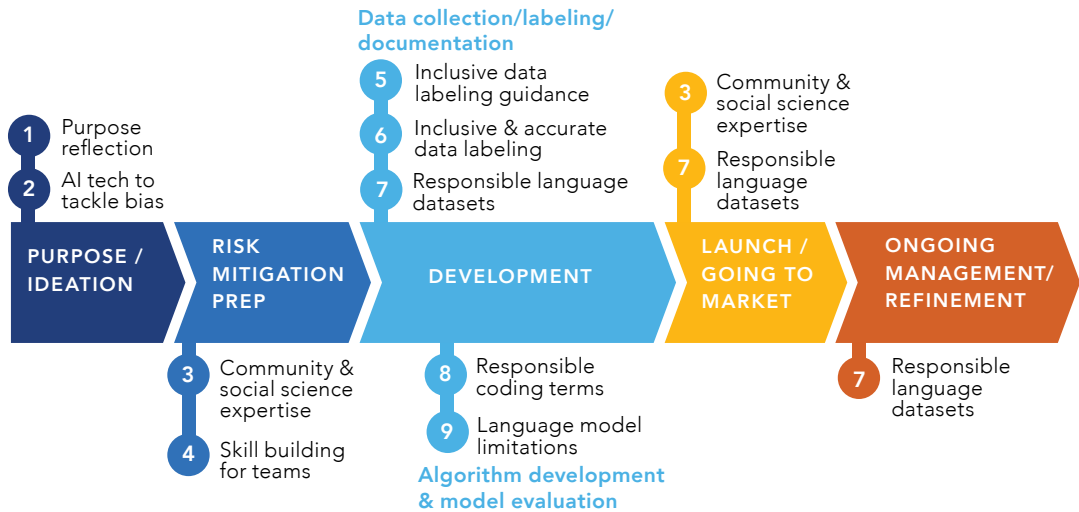 Data collection/labeling/
documentation
5
Inclusive data
labeling guidance
6
Inclusive & accurate
data labeling
7
Responsible language
datasets
1
Purpose
reflection
2
AI tech to
tackle bias
3
Community &
social science
expertise
7
Responsible
language
datasets
PURPOSE /
IDEATION
RISK
MITIGATION
PREP
DEVELOPMENT
LAUNCH /
GOING TO
MARKET
ONGOING
MANAGEMENT/
REFINEMENT
3
Community &
social science
expertise
4
Skill building
for teams
8
Responsible
coding terms
9
Language model
limitations
Algorithm development
& model evaluation
7
Responsible
language
datasets